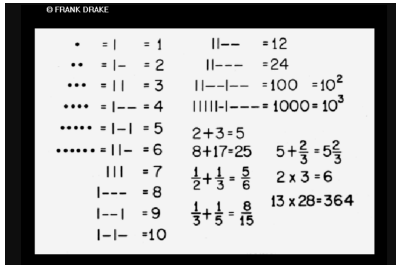 © FRANK DRAKE
• = | = 1
•• = |- = 2
••• = || = 3
•••• = |-- = 4
••••• = |-| = 5
•••••• = ||- = 6
||| = 7
|--- = 8
|--| = 9
|-|- =10
||-- =12
||--- =24
||--|-- =100 =10²
|||||-|--- = 1000 = 10³
2+3=5
8+17=25
1/2 + 1/3 = 5/6
1/3 + 1/5 = 8/15
5+2/3 = 5 2/3
2 x 3 = 6
13 x 28=364